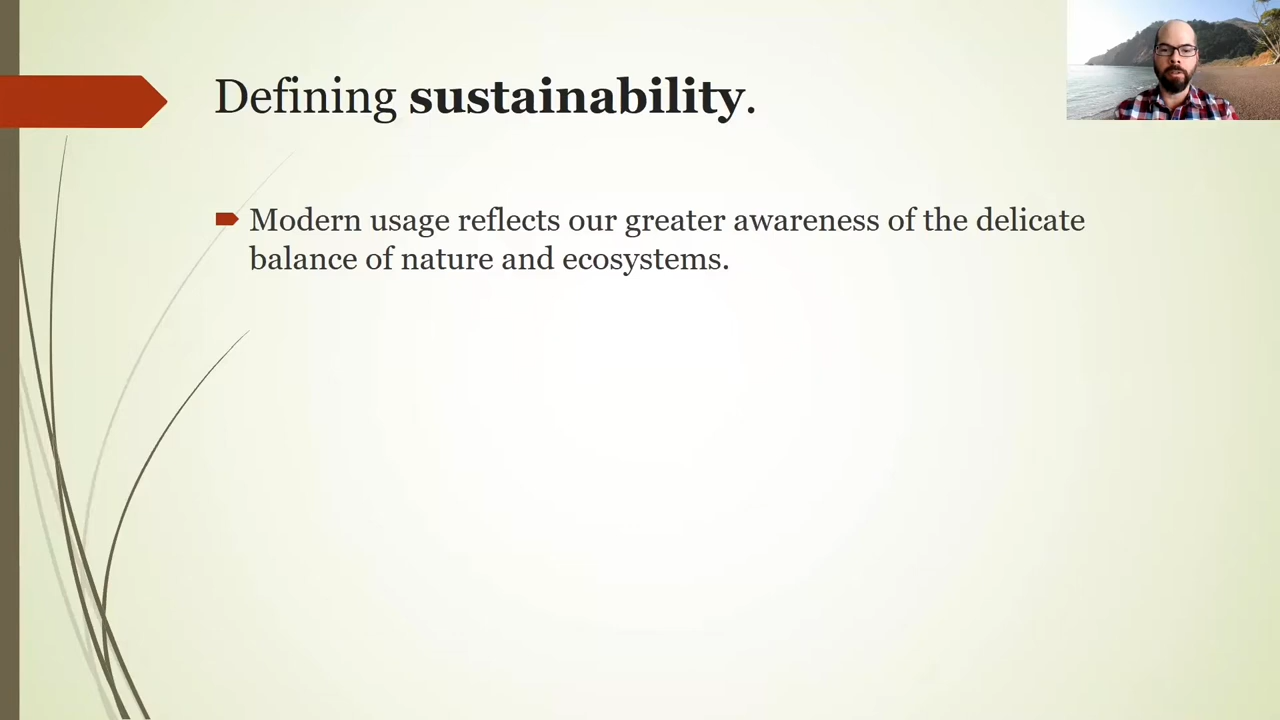 Defining sustainability.
Modern usage reflects our greater awareness of the delicate
balance of nature and ecosystems.